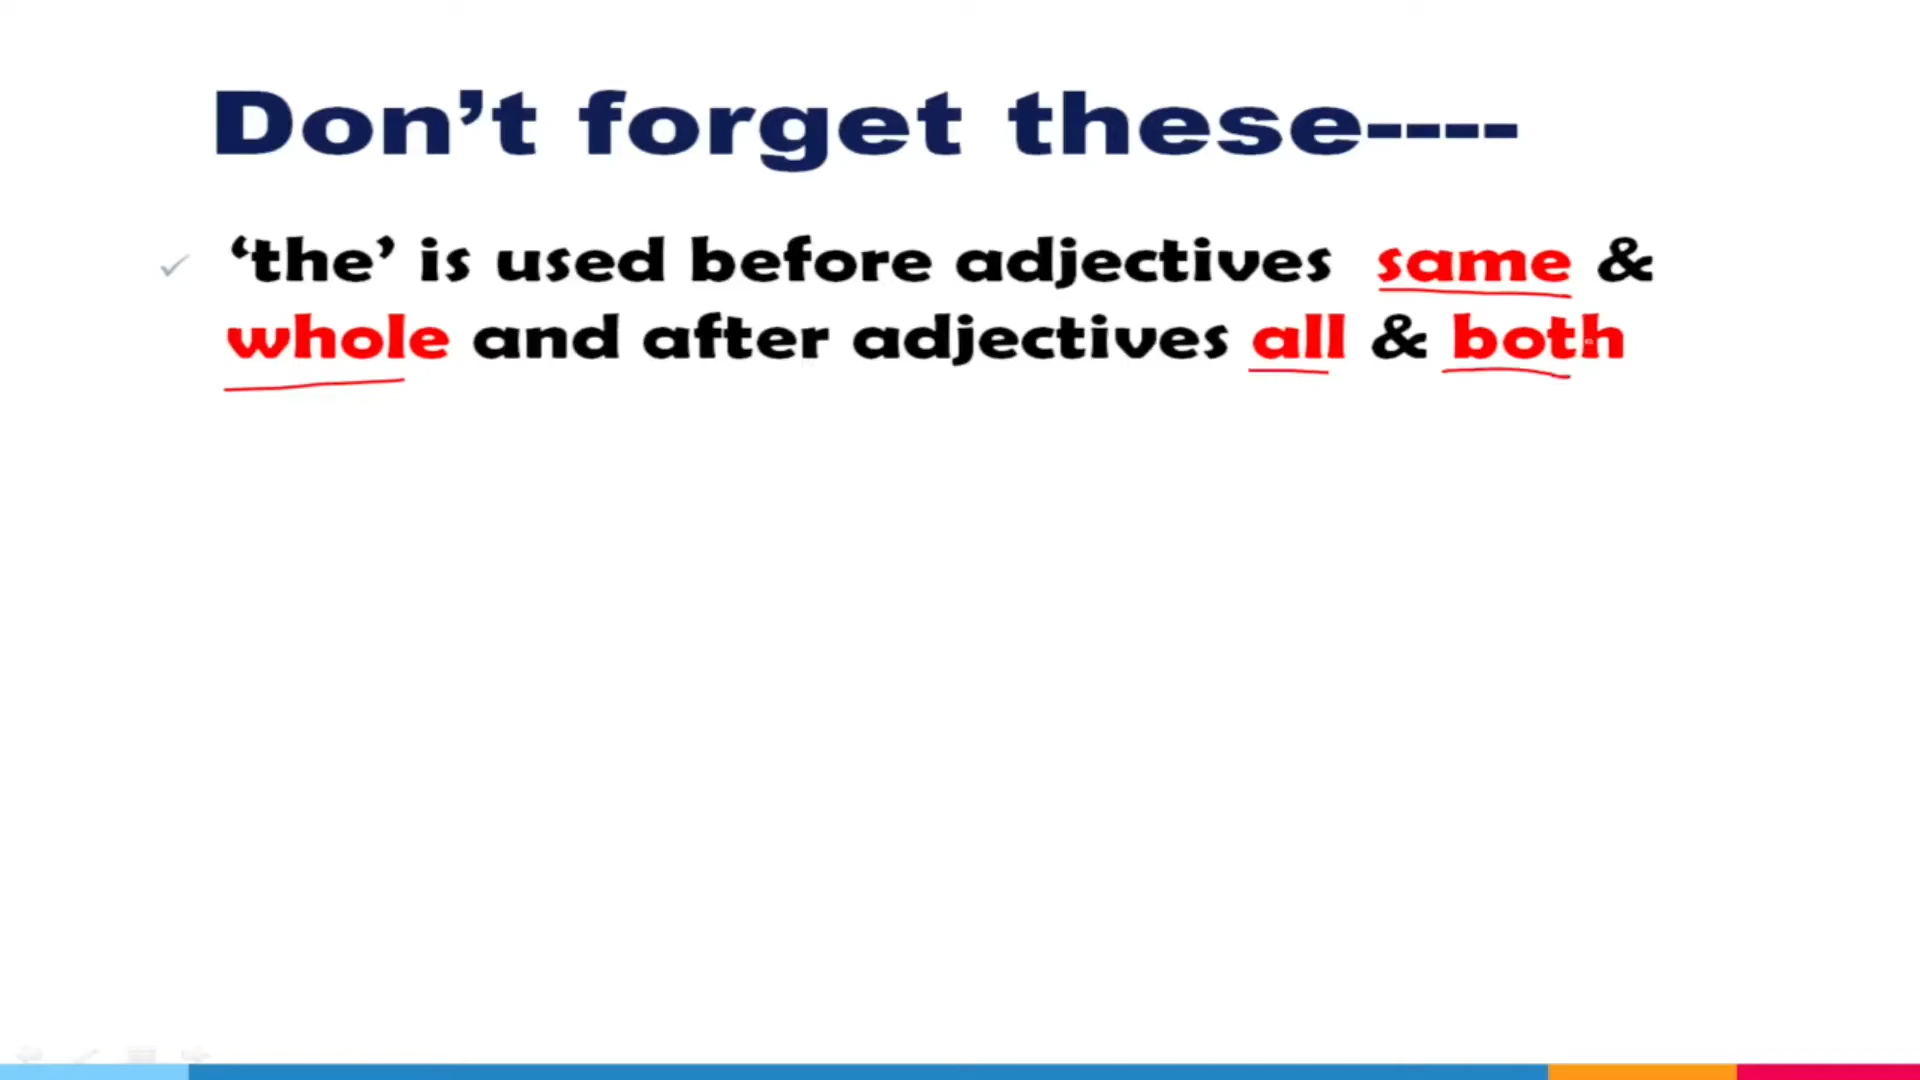 Don’t forget these----
‘the’ is used before adjectives same &
whole and after adjectives all & both